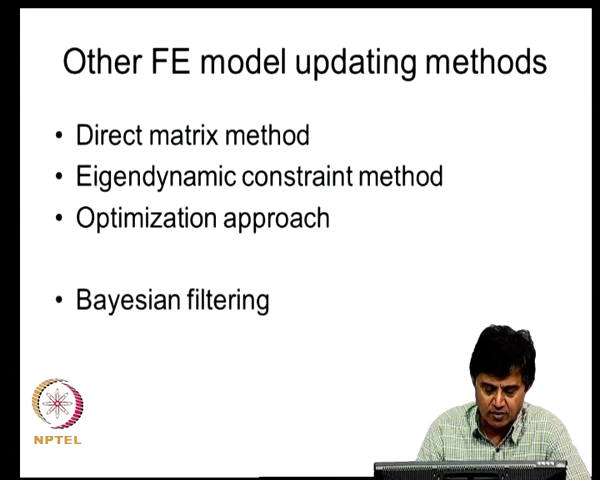 Other FE model updating methods
• Direct matrix method
• Eigendynamic constraint method
• Optimization approach
• Bayesian filtering
NPTEL